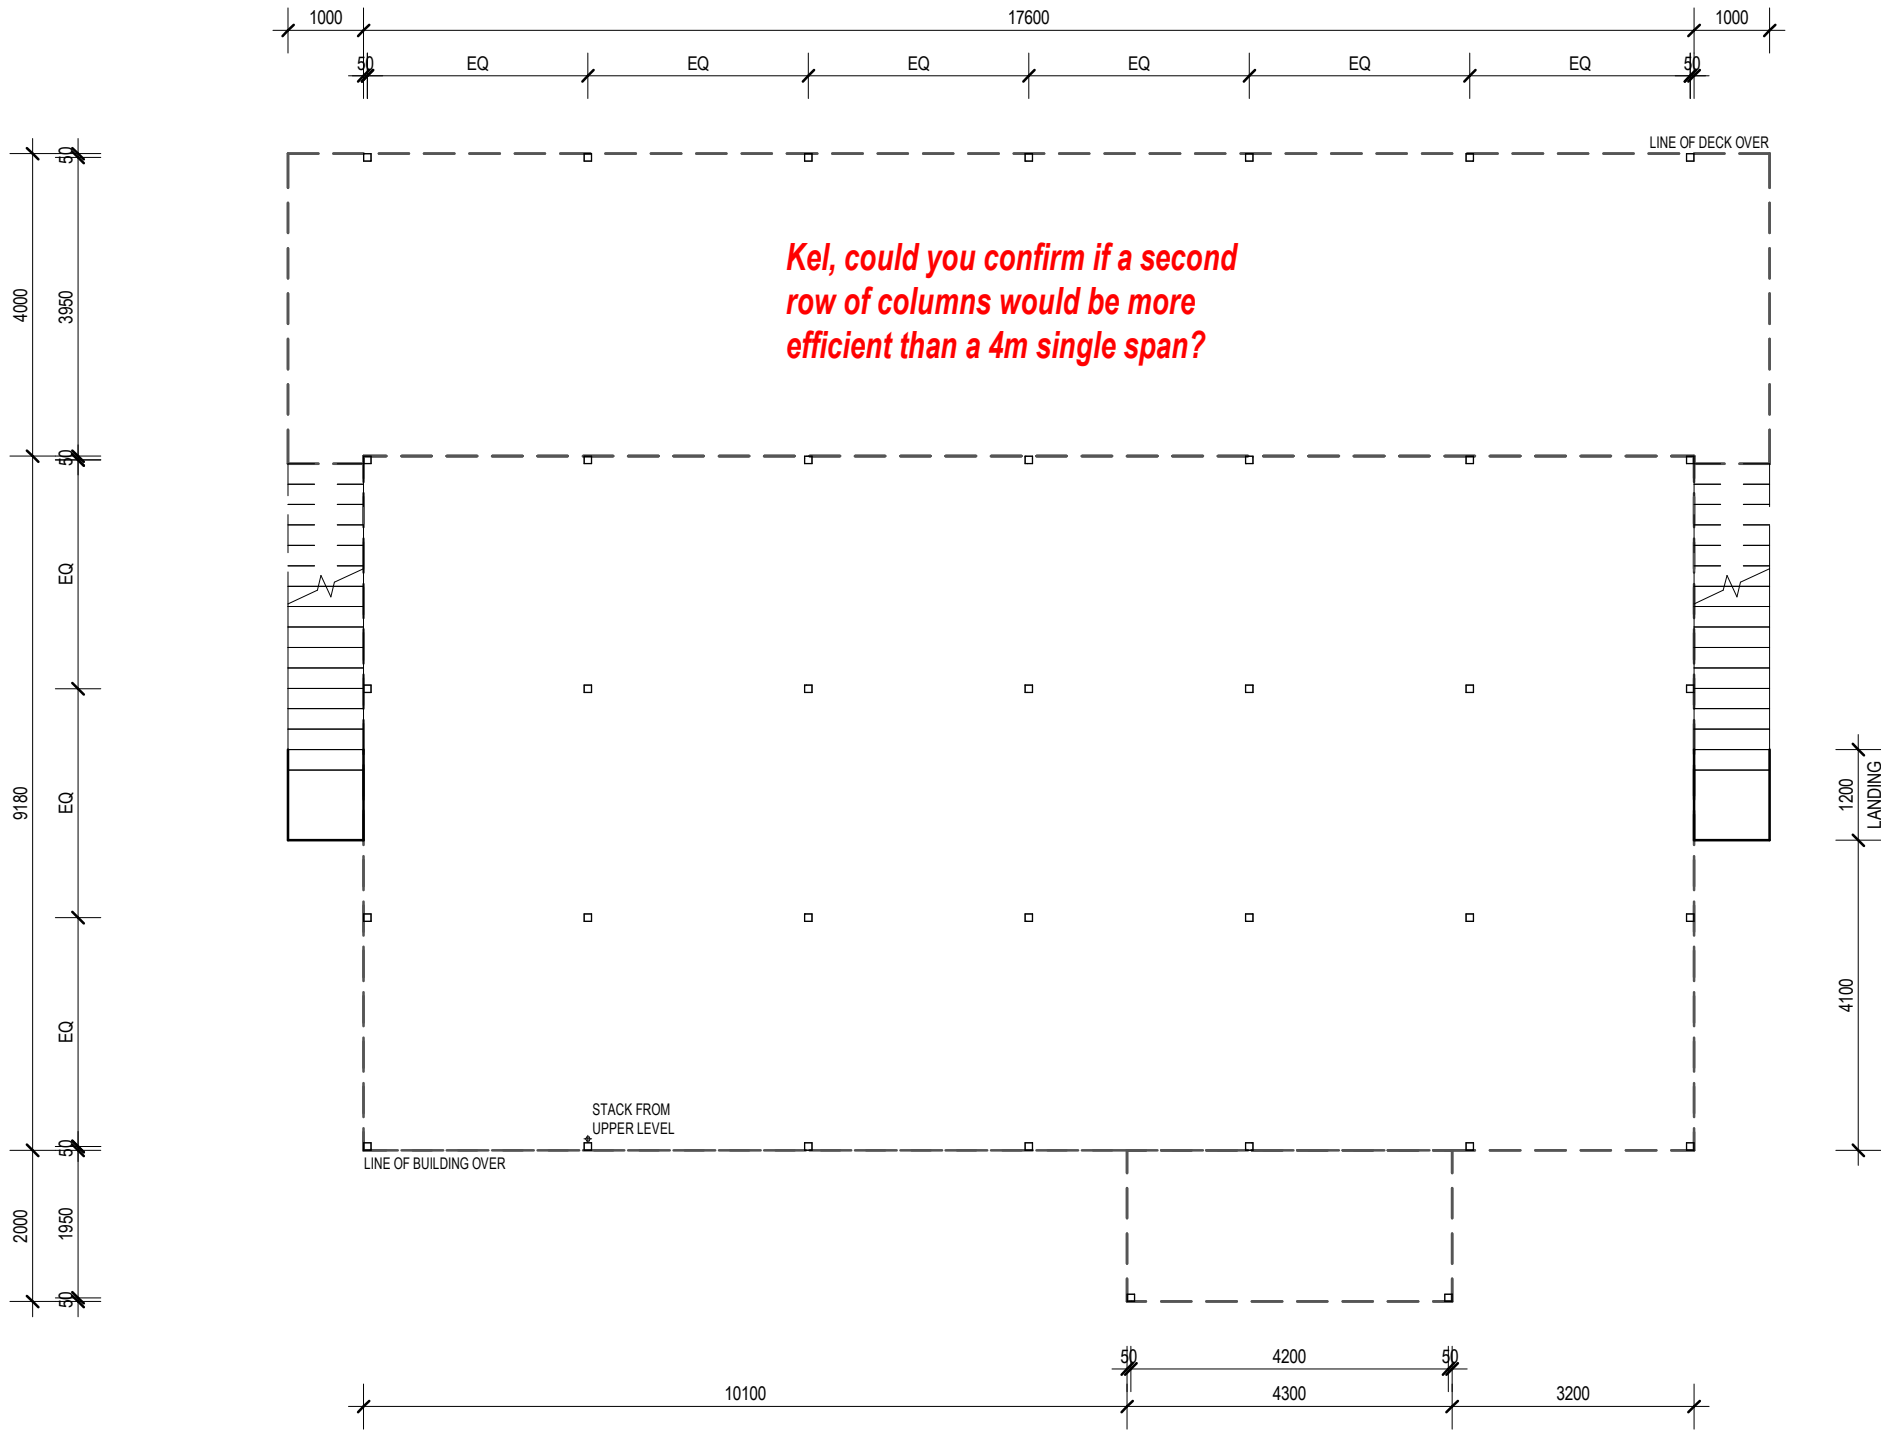 1000
17600
1000
50
EQ
EQ
EQ
EQ
EQ
EQ
50
LINE OF DECK OVER
50
4000
3950
Kel, could you confirm if a second
row of columns would be more
efficient than a 4m single span?
50
EQ
9180
EQ
EQ
1200
LANDING
4100
STACK FROM
UPPER LEVEL
50
LINE OF BUILDING OVER
2000
1950
50
50
4200
50
10100
4300
3200